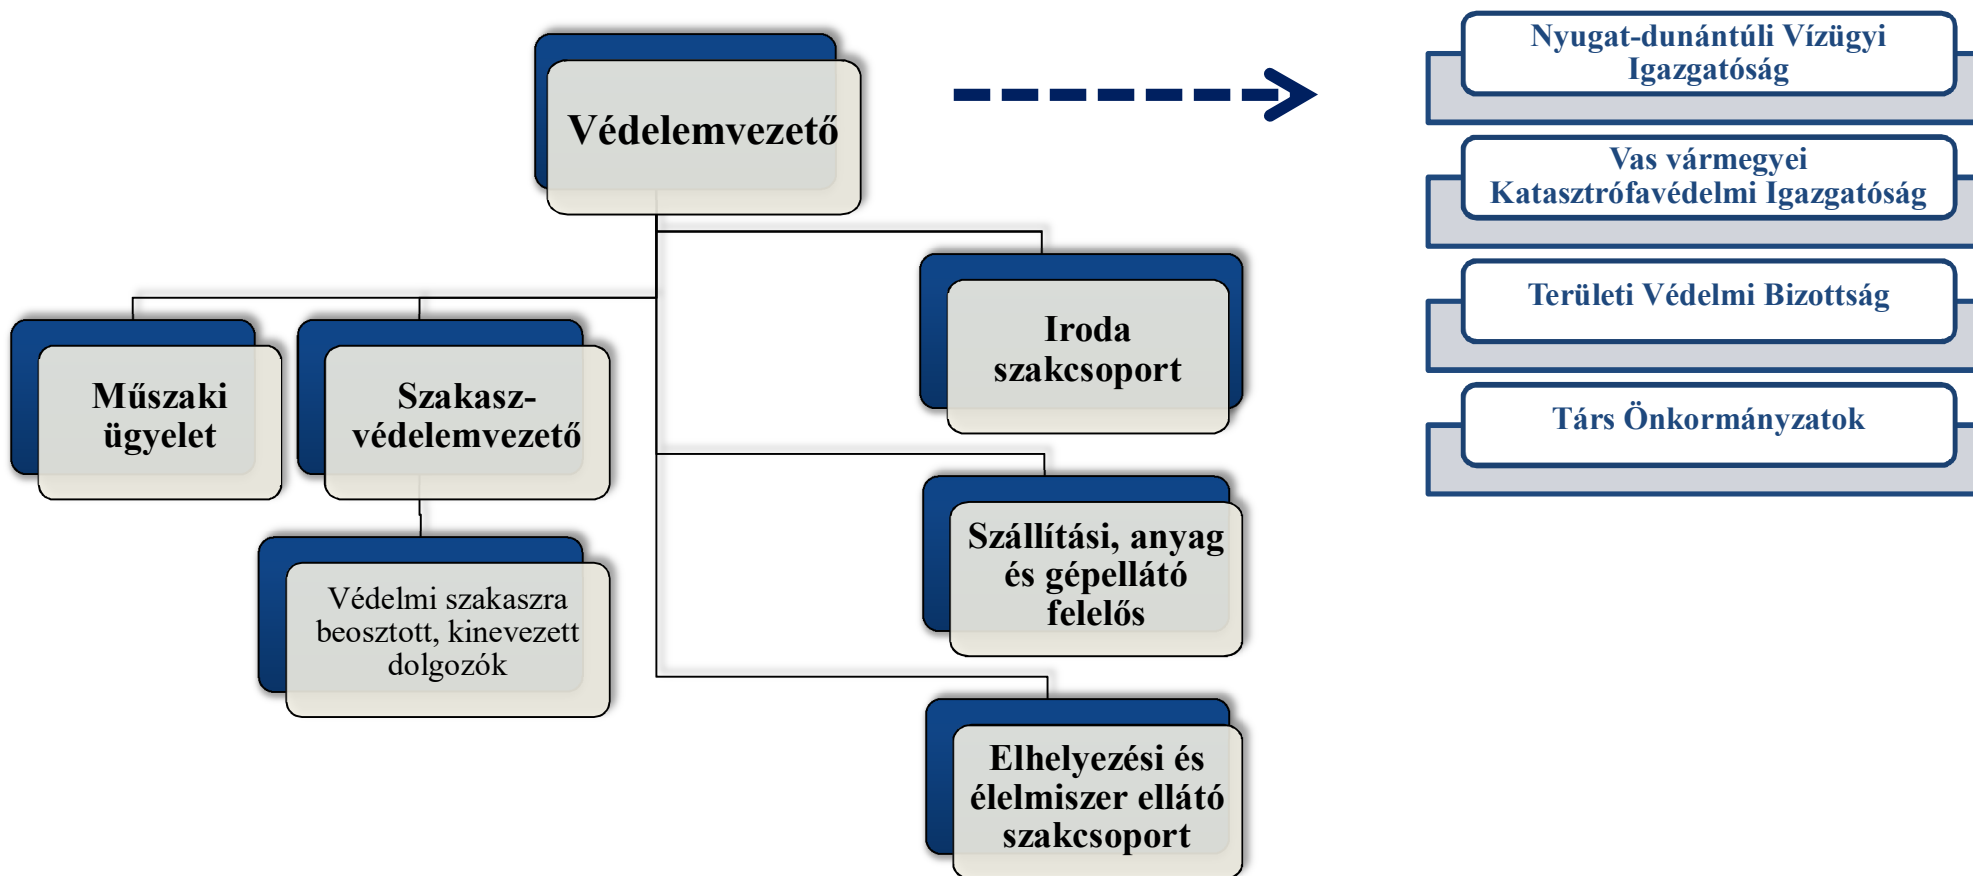 Védelemvezető
Nyugat-dunántúli Vízügyi
Igazgatóság
Vas vármegyei
Katasztrófavédelmi Igazgatóság
Területi Védelmi Bizottság
Társ Önkormányzatok
Műszaki
ügyelet
Szakasz-
védelemvezető
Védelmi szakaszra
beosztott, kinevezett
dolgozók
Iroda
szakcsoport
Szállítási, anyag
és gépellátó
felelős
Elhelyezési és
élelmiszer ellátó
szakcsoport